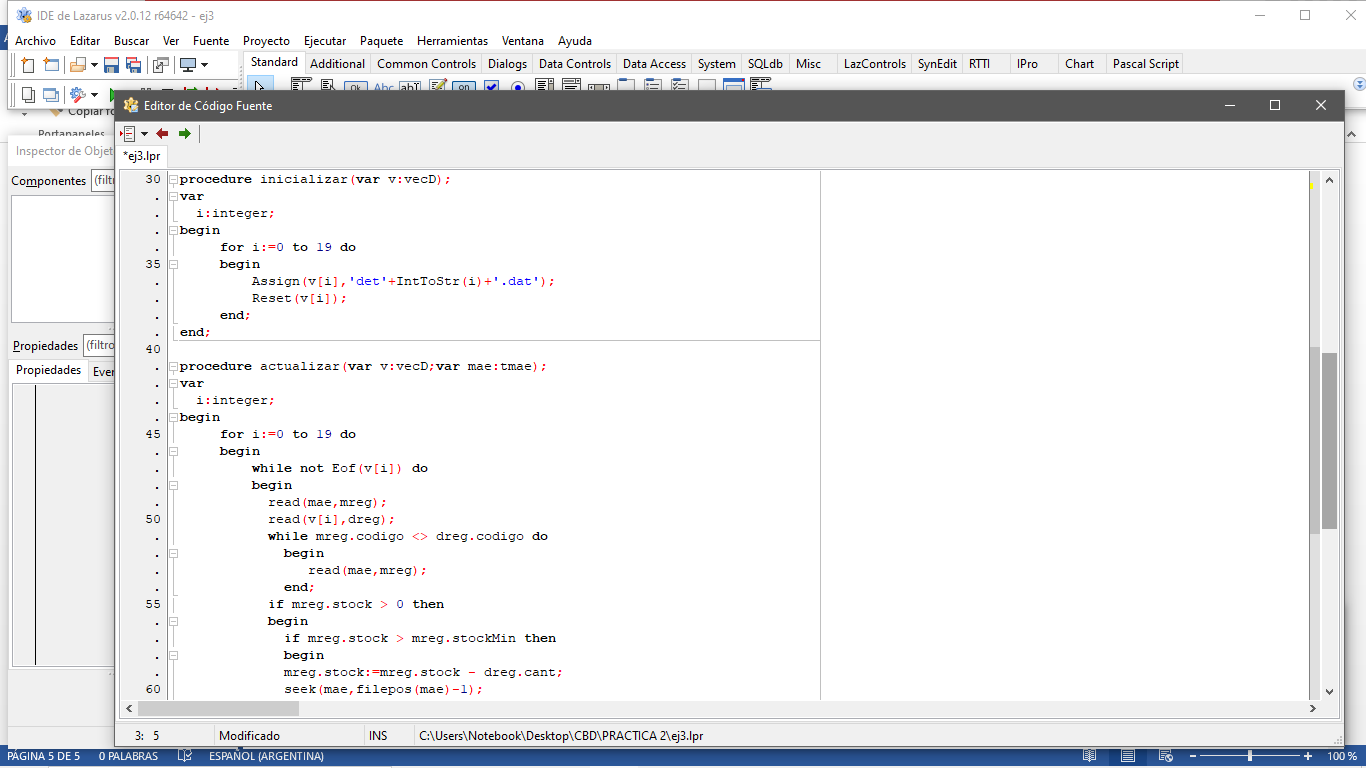 IDE de Lazarus v2.0.12 r64642 - ej3
Archivo Editar Buscar Ver Fuente Proyecto Ejecutar Paquete Herramientas Ventana Ayuda
Standard Additional Common Controls Dialogs Data Controls Data Access System SQLdb Misc LazControls SynEdit RTTI IPro Chart Pascal Script
Editor de Código Fuente
Portapapeles
Inspector de Objet
*ej3.lpr
Componentes (filt
Propiedades (filtro
Propiedades Ever
30 procedure inicializar(var v:vecD);
. var
. i:integer;
. begin
. for i:=0 to 19 do
35 begin
. Assign(v[i],'det'+IntToStr(i)+'.dat');
. Reset(v[i]);
. end;
. end;
40
. procedure actualizar(var v:vecD;var mae:tmae);
. var
. i:integer;
. begin
45 for i:=0 to 19 do
. begin
. while not Eof(v[i]) do
. begin
. read(mae,mreg);
50 read(v[i],dreg);
. while mreg.codigo <> dreg.codigo do
. begin
. read(mae,mreg);
. end;
55 if mreg.stock > 0 then
. begin
. if mreg.stock > mreg.stockMin then
. begin
. mreg.stock:=mreg.stock - dreg.cant;
60 seek(mae,filepos(mae)-1);
3: 5 Modificado INS C:\Users\Notebook\Desktop\CBD\PRACTICA 2\ej3.lpr
PÁGINA 5 DE 5 0 PALABRAS ESPAÑOL (ARGENTINA) 100 %